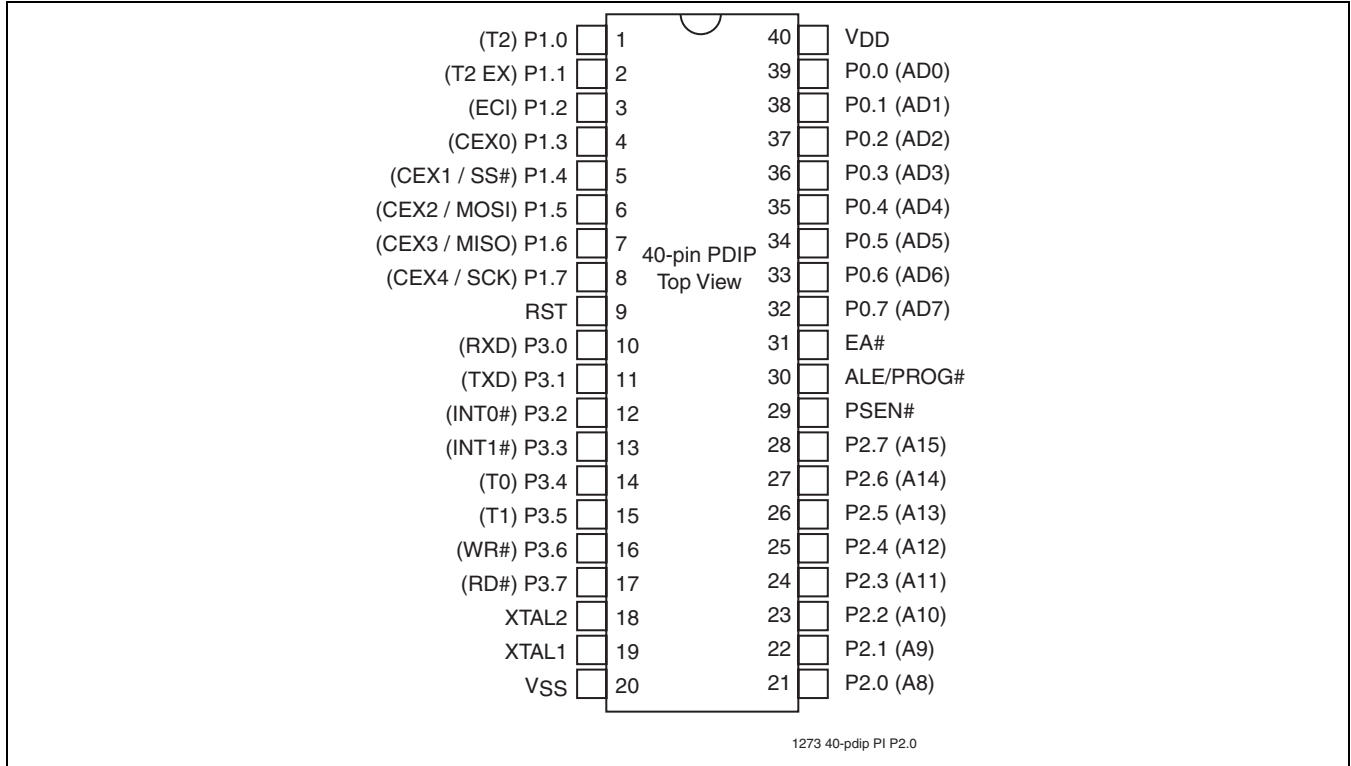 (T2) P1.0 1 40 VDD
(T2 EX) P1.1 2 39 P0.0 (AD0)
(ECI) P1.2 3 38 P0.1 (AD1)
(CEX0) P1.3 4 37 P0.2 (AD2)
(CEX1 / SS#) P1.4 5 36 P0.3 (AD3)
(CEX2 / MOSI) P1.5 6 35 P0.4 (AD4)
(CEX3 / MISO) P1.6 7 40-pin PDIP 34 P0.5 (AD5)
(CEX4 / SCK) P1.7 8 Top View 33 P0.6 (AD6)
RST 9 32 P0.7 (AD7)
(RXD) P3.0 10 31 EA#
(TXD) P3.1 11 30 ALE/PROG#
(INT0#) P3.2 12 29 PSEN#
(INT1#) P3.3 13 28 P2.7 (A15)
(T0) P3.4 14 27 P2.6 (A14)
(T1) P3.5 15 26 P2.5 (A13)
(WR#) P3.6 16 25 P2.4 (A12)
(RD#) P3.7 17 24 P2.3 (A11)
XTAL2 18 23 P2.2 (A10)
XTAL1 19 22 P2.1 (A9)
VSS 20 21 P2.0 (A8)
1273 40-pdip PI P2.0